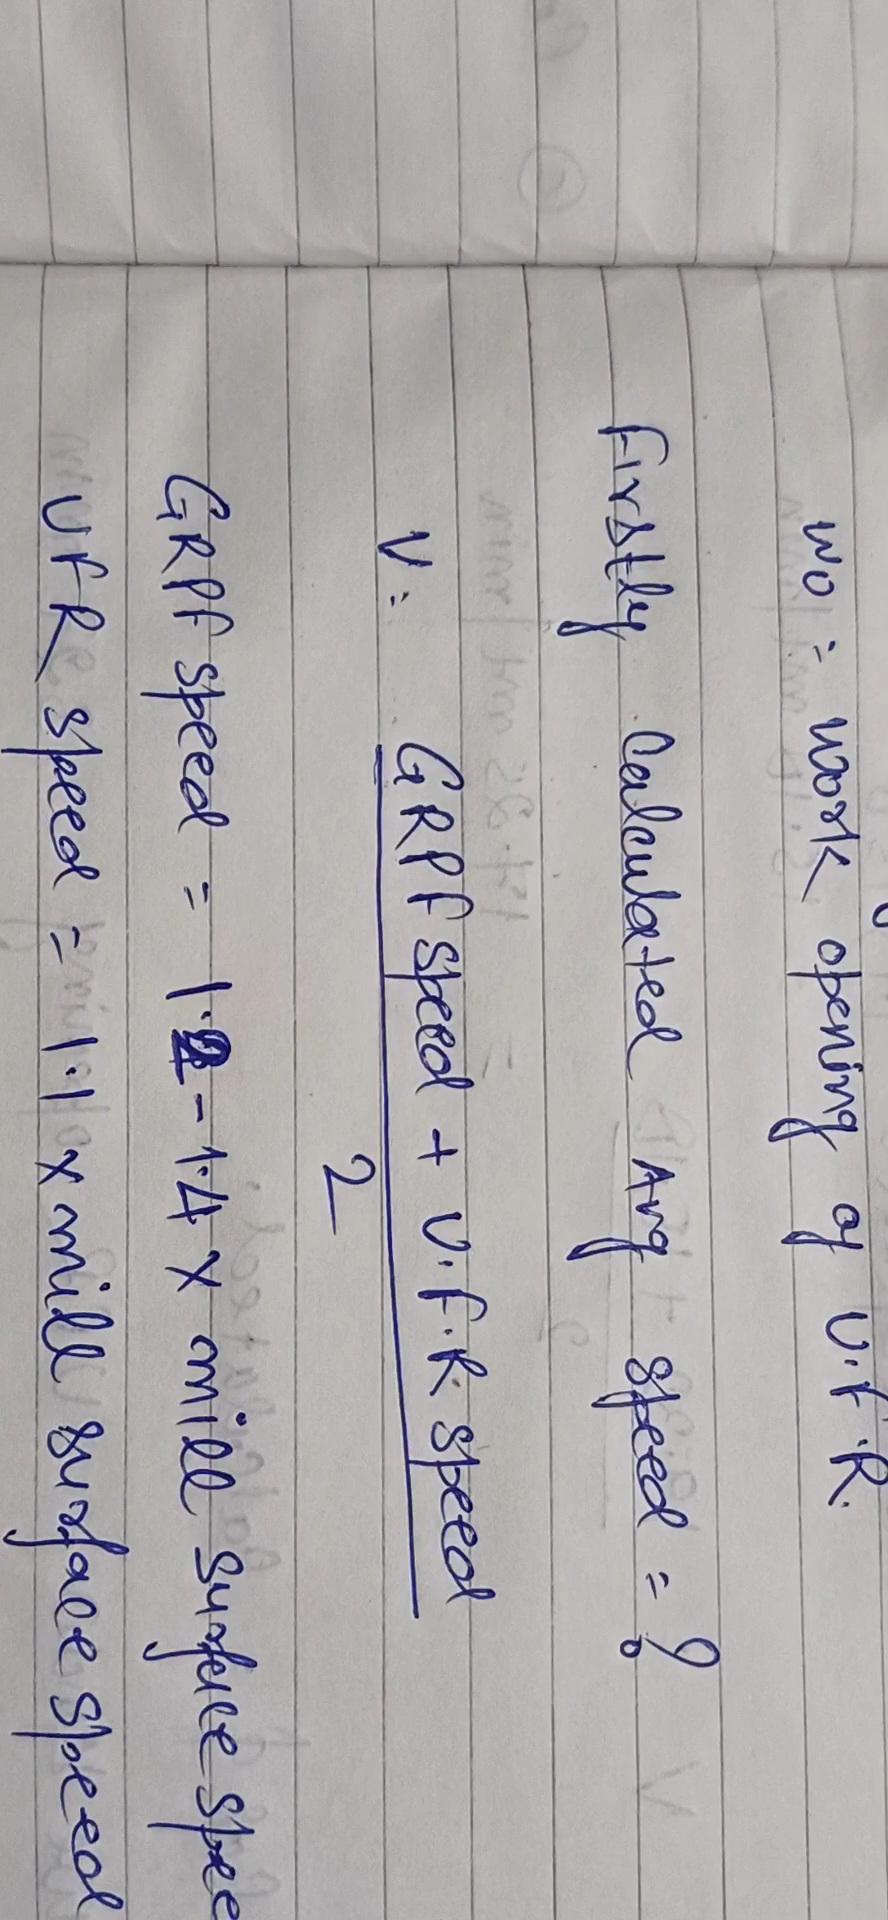 wo = work opening of U.F.R.
Firstly Calculated Avg speed = ?
V = GRPF speed + U.F.R. speed
2
GRPF speed = 1.2 - 1.4 x mill surface spee
UFR speed = 1.1 x mill surface speed